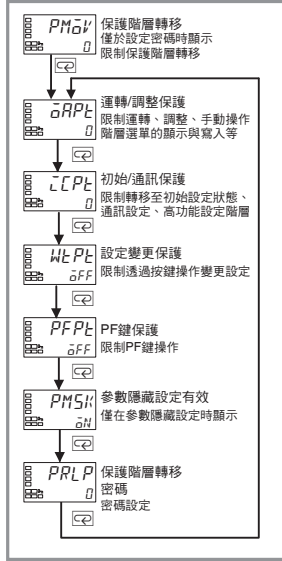 PMoV
0
保護階層轉移
僅於設定密碼時顯示
限制保護階層轉移
oAPt
0
運轉/調整保護
限制運轉、調整、手動操作
階層選單的顯示與寫入等
iCPt
0
初始/通訊保護
限制轉移至初始設定狀態、
通訊設定、高功能設定階層
WtPt
oFF
設定變更保護
限制透過按鍵操作變更設定
PFPt
oFF
PF鍵保護
限制PF鍵操作
PMSK
oN
參數隱藏設定有效
僅在參數隱藏設定時顯示
PRLP
0
保護階層轉移
密碼
密碼設定